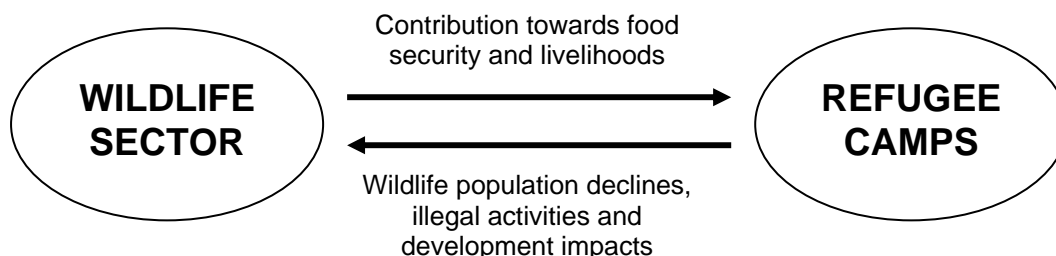 Contribution towards food
security and livelihoods
WILDLIFE
SECTOR
REFUGEE
CAMPS
Wildlife population declines,
illegal activities and
development impacts